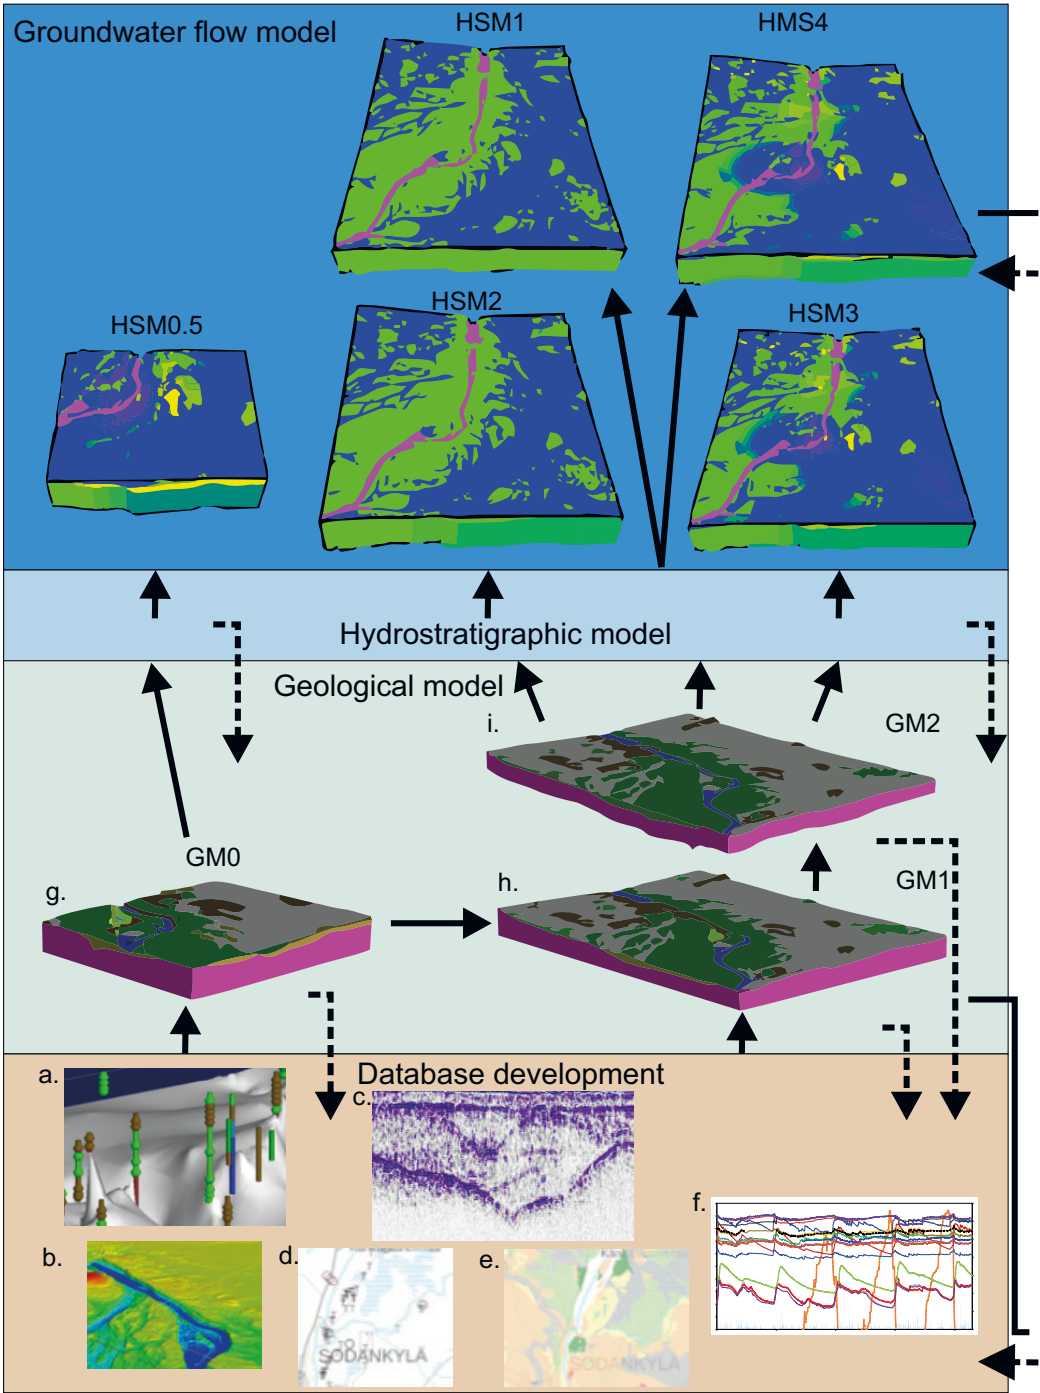 Groundwater flow model
HSM1
HMS4
HSM0.5
HSM2
HSM3
Hydrostratigraphic model
Geological model
i.
GM2
GM0
g.
h.
GM1
Database development
a.
c.
b.
d.
SODANKYLÄ
e.
SODANKYLÄ
f.